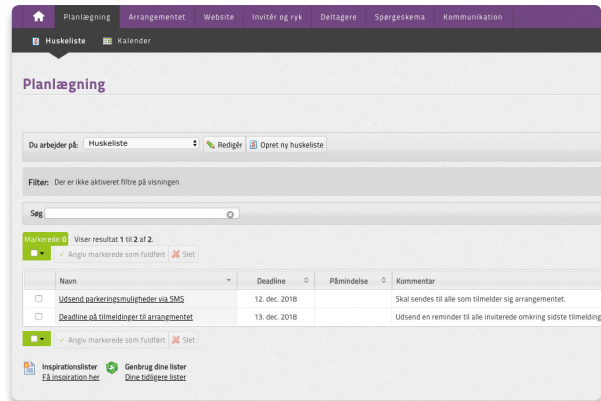 Planlægning Arrangementet Website Invitér og ryk Deltagere Spørgeskema Kommunikation
Huskeliste Kalender
Planlægning
Du arbejder på: Huskeliste Redigér Opret ny huskeliste
Filter: Der er ikke aktiveret filtre på visningen
Søg
Markerede: 0 Viser resultat 1 til 2 af 2.
Angiv markerede som fuldført Slet
Navn Deadline Påmindelse Kommentar
Udsend parkeringsmuligheder via SMS 12. dec. 2018 Skal sendes til alle som tilmelder sig arrangementet.
Deadline på tilmeldinger til arrangmentet 13. dec. 2018 Udsend en reminder til alle inviterede omkring sidste tilmelding
Angiv markerede som fuldført Slet
Inspirationslister Genbrug dine lister
Få inspiration her Dine tidligere lister